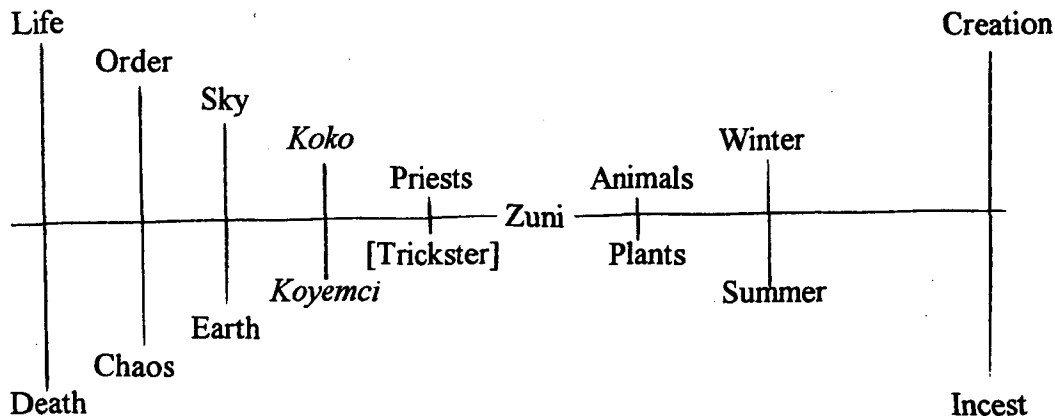 Life
Creation
Order
Sky
Koko
Winter
Priests
Animals
Zuni
[Trickster]
Plants
Koyemci
Summer
Earth
Chaos
Death
Incest